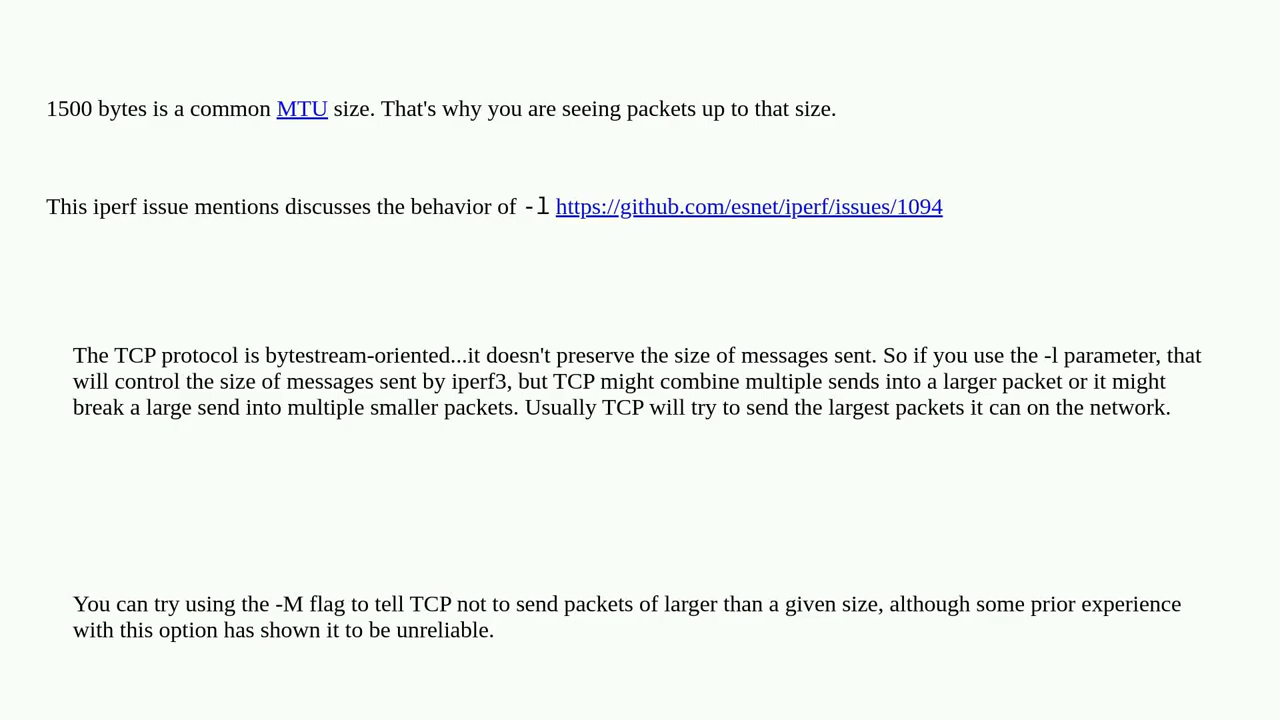 1500 bytes is a common MTU size. That's why you are seeing packets up to that size.
This iperf issue mentions discusses the behavior of -l https://github.com/esnet/iperf/issues/1094
The TCP protocol is bytestream-oriented...it doesn't preserve the size of messages sent. So if you use the -l parameter, that
will control the size of messages sent by iperf3, but TCP might combine multiple sends into a larger packet or it might
break a large send into multiple smaller packets. Usually TCP will try to send the largest packets it can on the network.
You can try using the -M flag to tell TCP not to send packets of larger than a given size, although some prior experience
with this option has shown it to be unreliable.